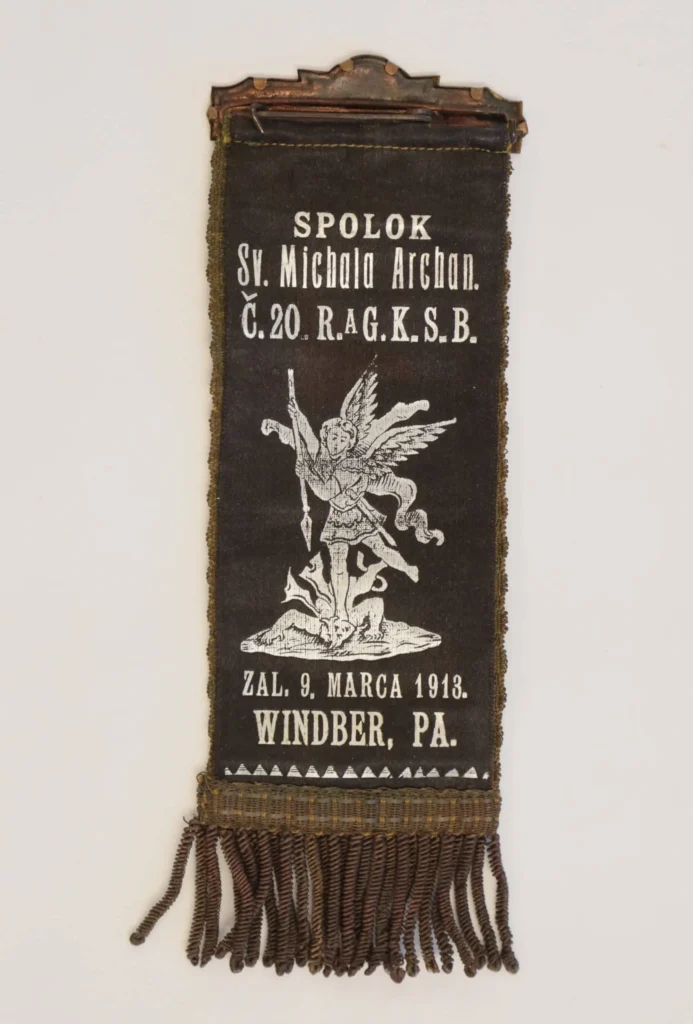 SPOLOK
Sv. Michala Archan.
Č. 20. R. A G. K. S. B.
ZAL. 9. MARCA 1913.
WINDBER, PA.